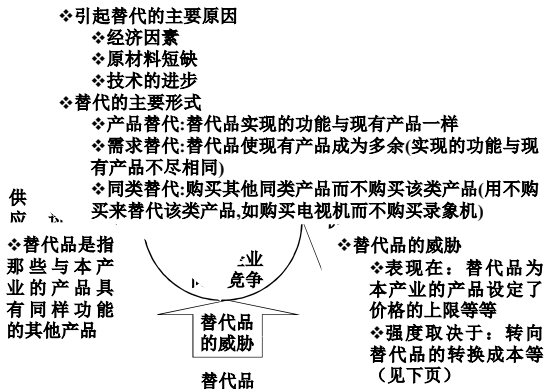 ❖引起替代的主要原因
❖经济因素
❖原材料短缺
❖技术的进步
❖替代的主要形式
❖产品替代:替代品实现的功能与现有产品一样
❖需求替代:替代品使现有产品成为多余(实现的功能与现
有产品不尽相同)
❖同类替代:购买其他同类产品而不购买该类产品(用不购
买来替代该类产品,如购买电视机而不购买录象机)
供
应
❖替代品是指
那些与本产
业的产品具
有同样功能
的其他产品
业
竞争
替代品
的威胁
替代品
❖替代品的威胁
❖表现在：替代品为
本产业的产品设定了
价格的上限等等
❖强度取决于：转向
替代品的转换成本等
（见下页）